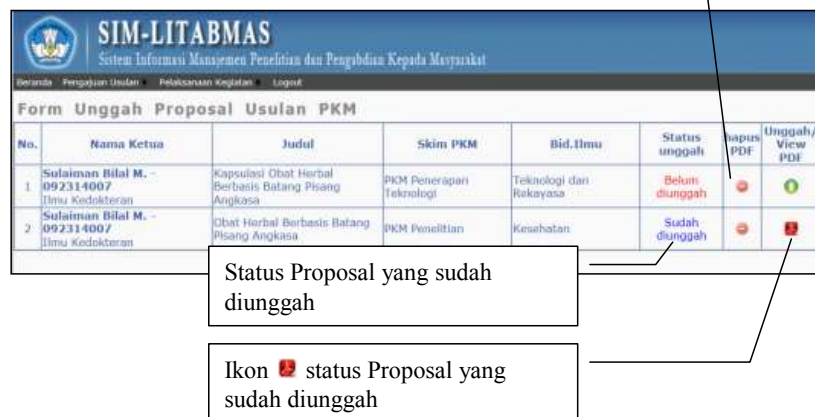 SIM-LITABMAS
Sistem Informasi Manajemen Penelitian dan Pengabdian Kepada Masyarakat
Beranda Pengajuan Usulan Pelaksanaan Kegiatan Logout
Form Unggah Proposal Usulan PKM
No. Nama Ketua Judul Skim PKM Bid.Ilmu Status unggah hapus PDF Unggah/ View PDF
1 Sulaiman Bilal M. - 092314007 Ilmu Kedokteran Kapsulasi Obat Herbal Berbasis Batang Pisang Angkasa PKM Penerapan Teknologi Teknologi dan Rekayasa Belum diunggah
2 Sulaiman Bilal M. - 092314007 Ilmu Kedokteran Obat Herbal Berbasis Batang Pisang Angkasa PKM Penelitian Kesehatan Sudah diunggah
Status Proposal yang sudah
diunggah
Ikon status Proposal yang
sudah diunggah